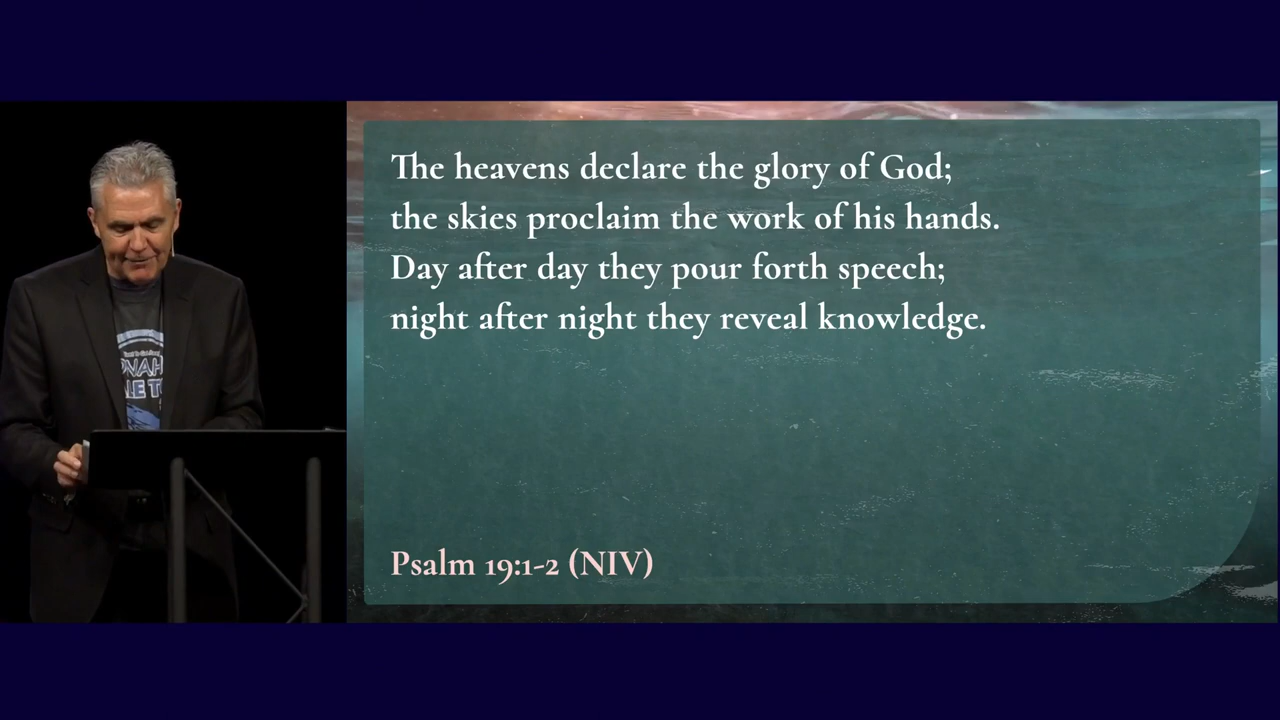 The heavens declare the glory of God;
the skies proclaim the work of his hands.
Day after day they pour forth speech;
night after night they reveal knowledge.
Psalm 19:1-2 (NIV)